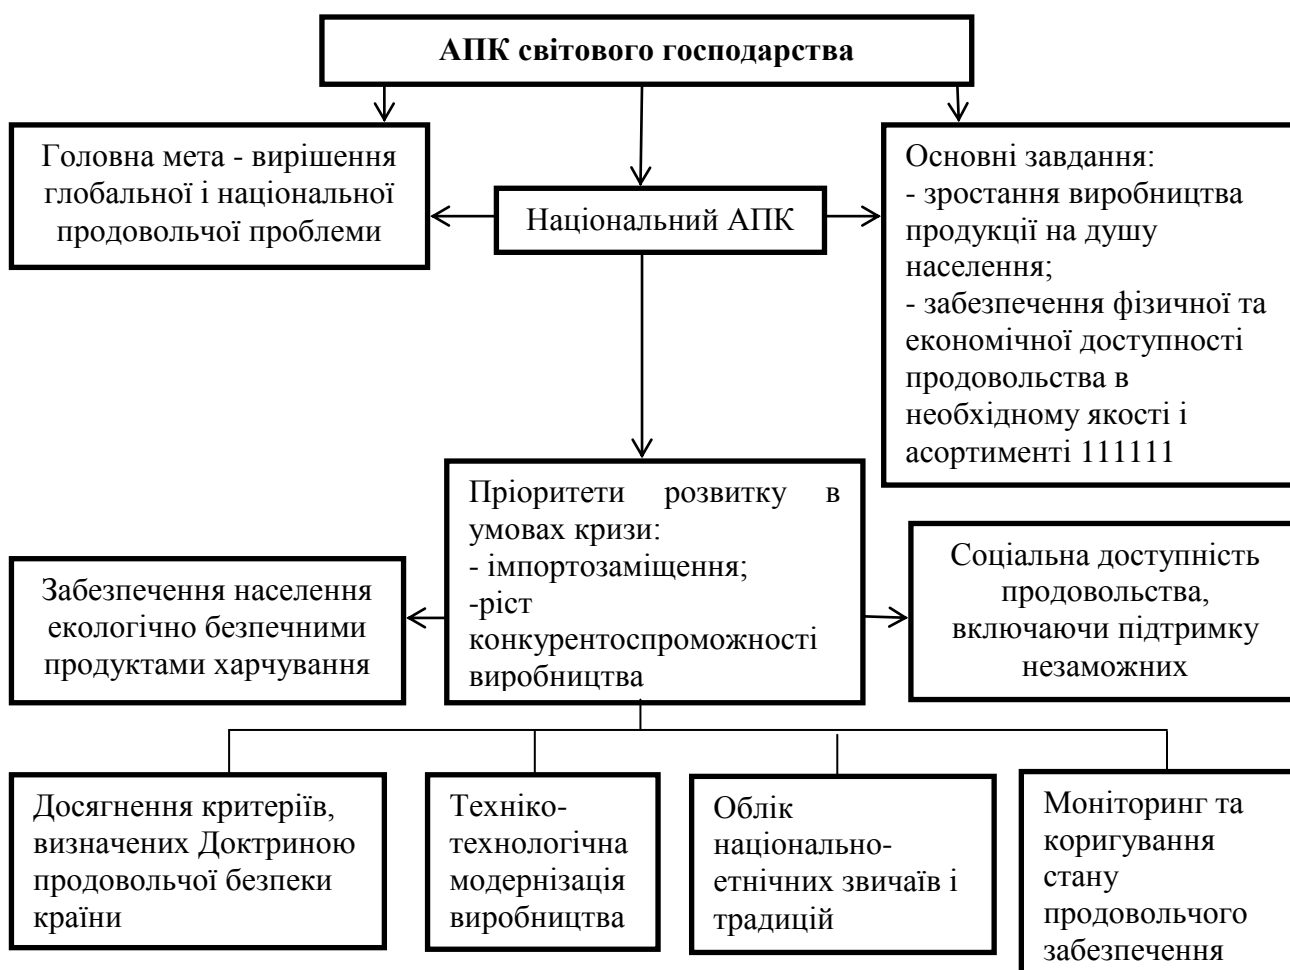 АПК світового господарства
Головна мета - вирішення
глобальної і національної
продовольчої проблеми
Національний АПК
Основні завдання:
- зростання виробництва
продукції на душу
населення;
- забезпечення фізичної та
економічної доступності
продовольства в
необхідному якості і
асортименті 111111
Пріоритети розвитку в
умовах кризи:
- імпортозаміщення;
-ріст
конкурентоспроможності
виробництва
Забезпечення населення
екологічно безпечними
продуктами харчування
Соціальна доступність
продовольства,
включаючи підтримку
незаможних
Досягнення критеріїв,
визначених Доктриною
продовольчої безпеки
країни
Техніко-
технологічна
модернізація
виробництва
Облік
національно-
етнічних звичаїв і
традицій
Моніторинг та
коригування
стану
продовольчого
забезпечення